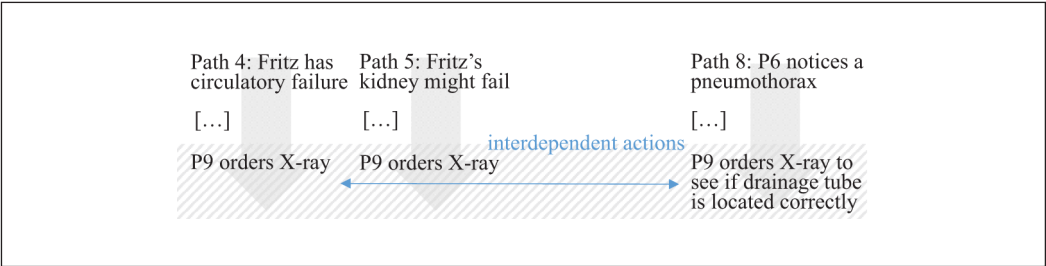 Path 4: Fritz has
circulatory failure
[…]
P9 orders X-ray
Path 5: Fritz’s
kidney might fail
[…]
P9 orders X-ray
interdependent actions
Path 8: P6 notices a
pneumothorax
[…]
P9 orders X-ray to
see if drainage tube
is located correctly